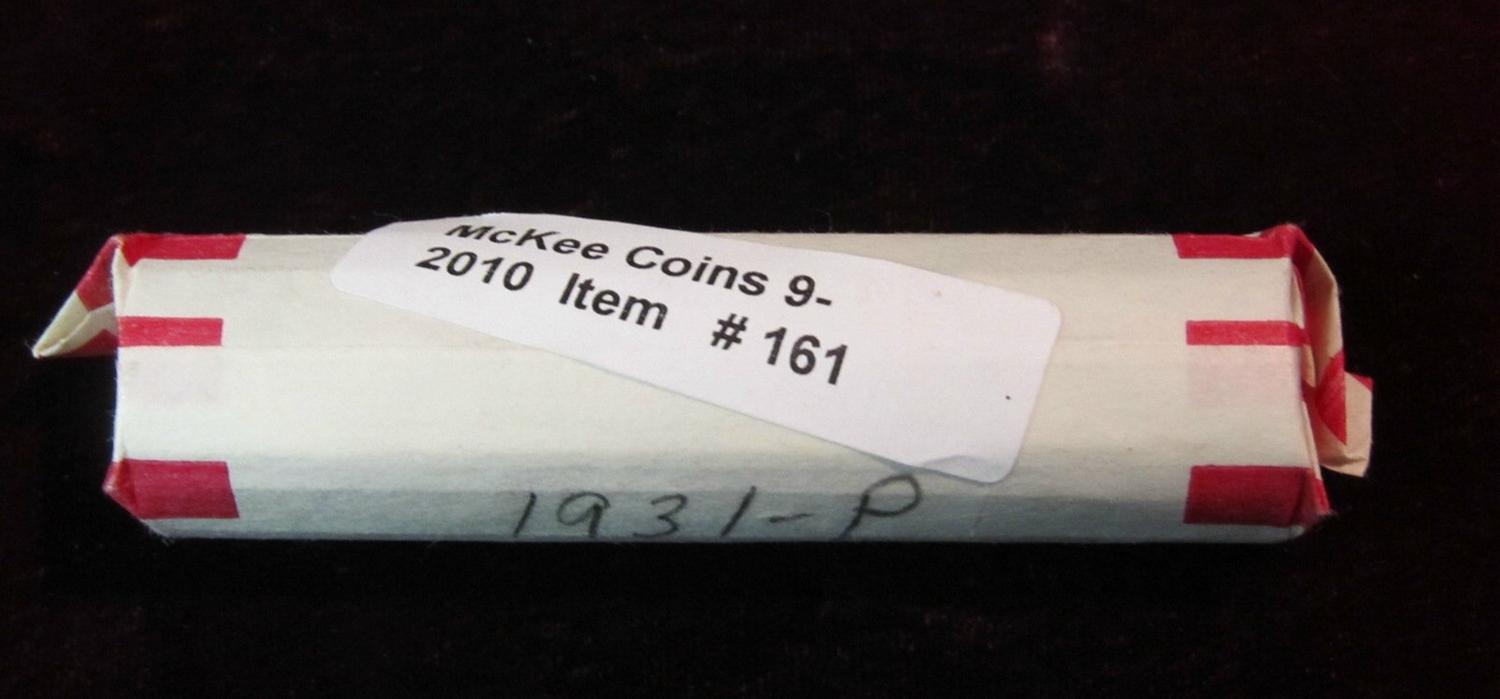 McKee Coins 9-
2010 Item # 161
1931-P